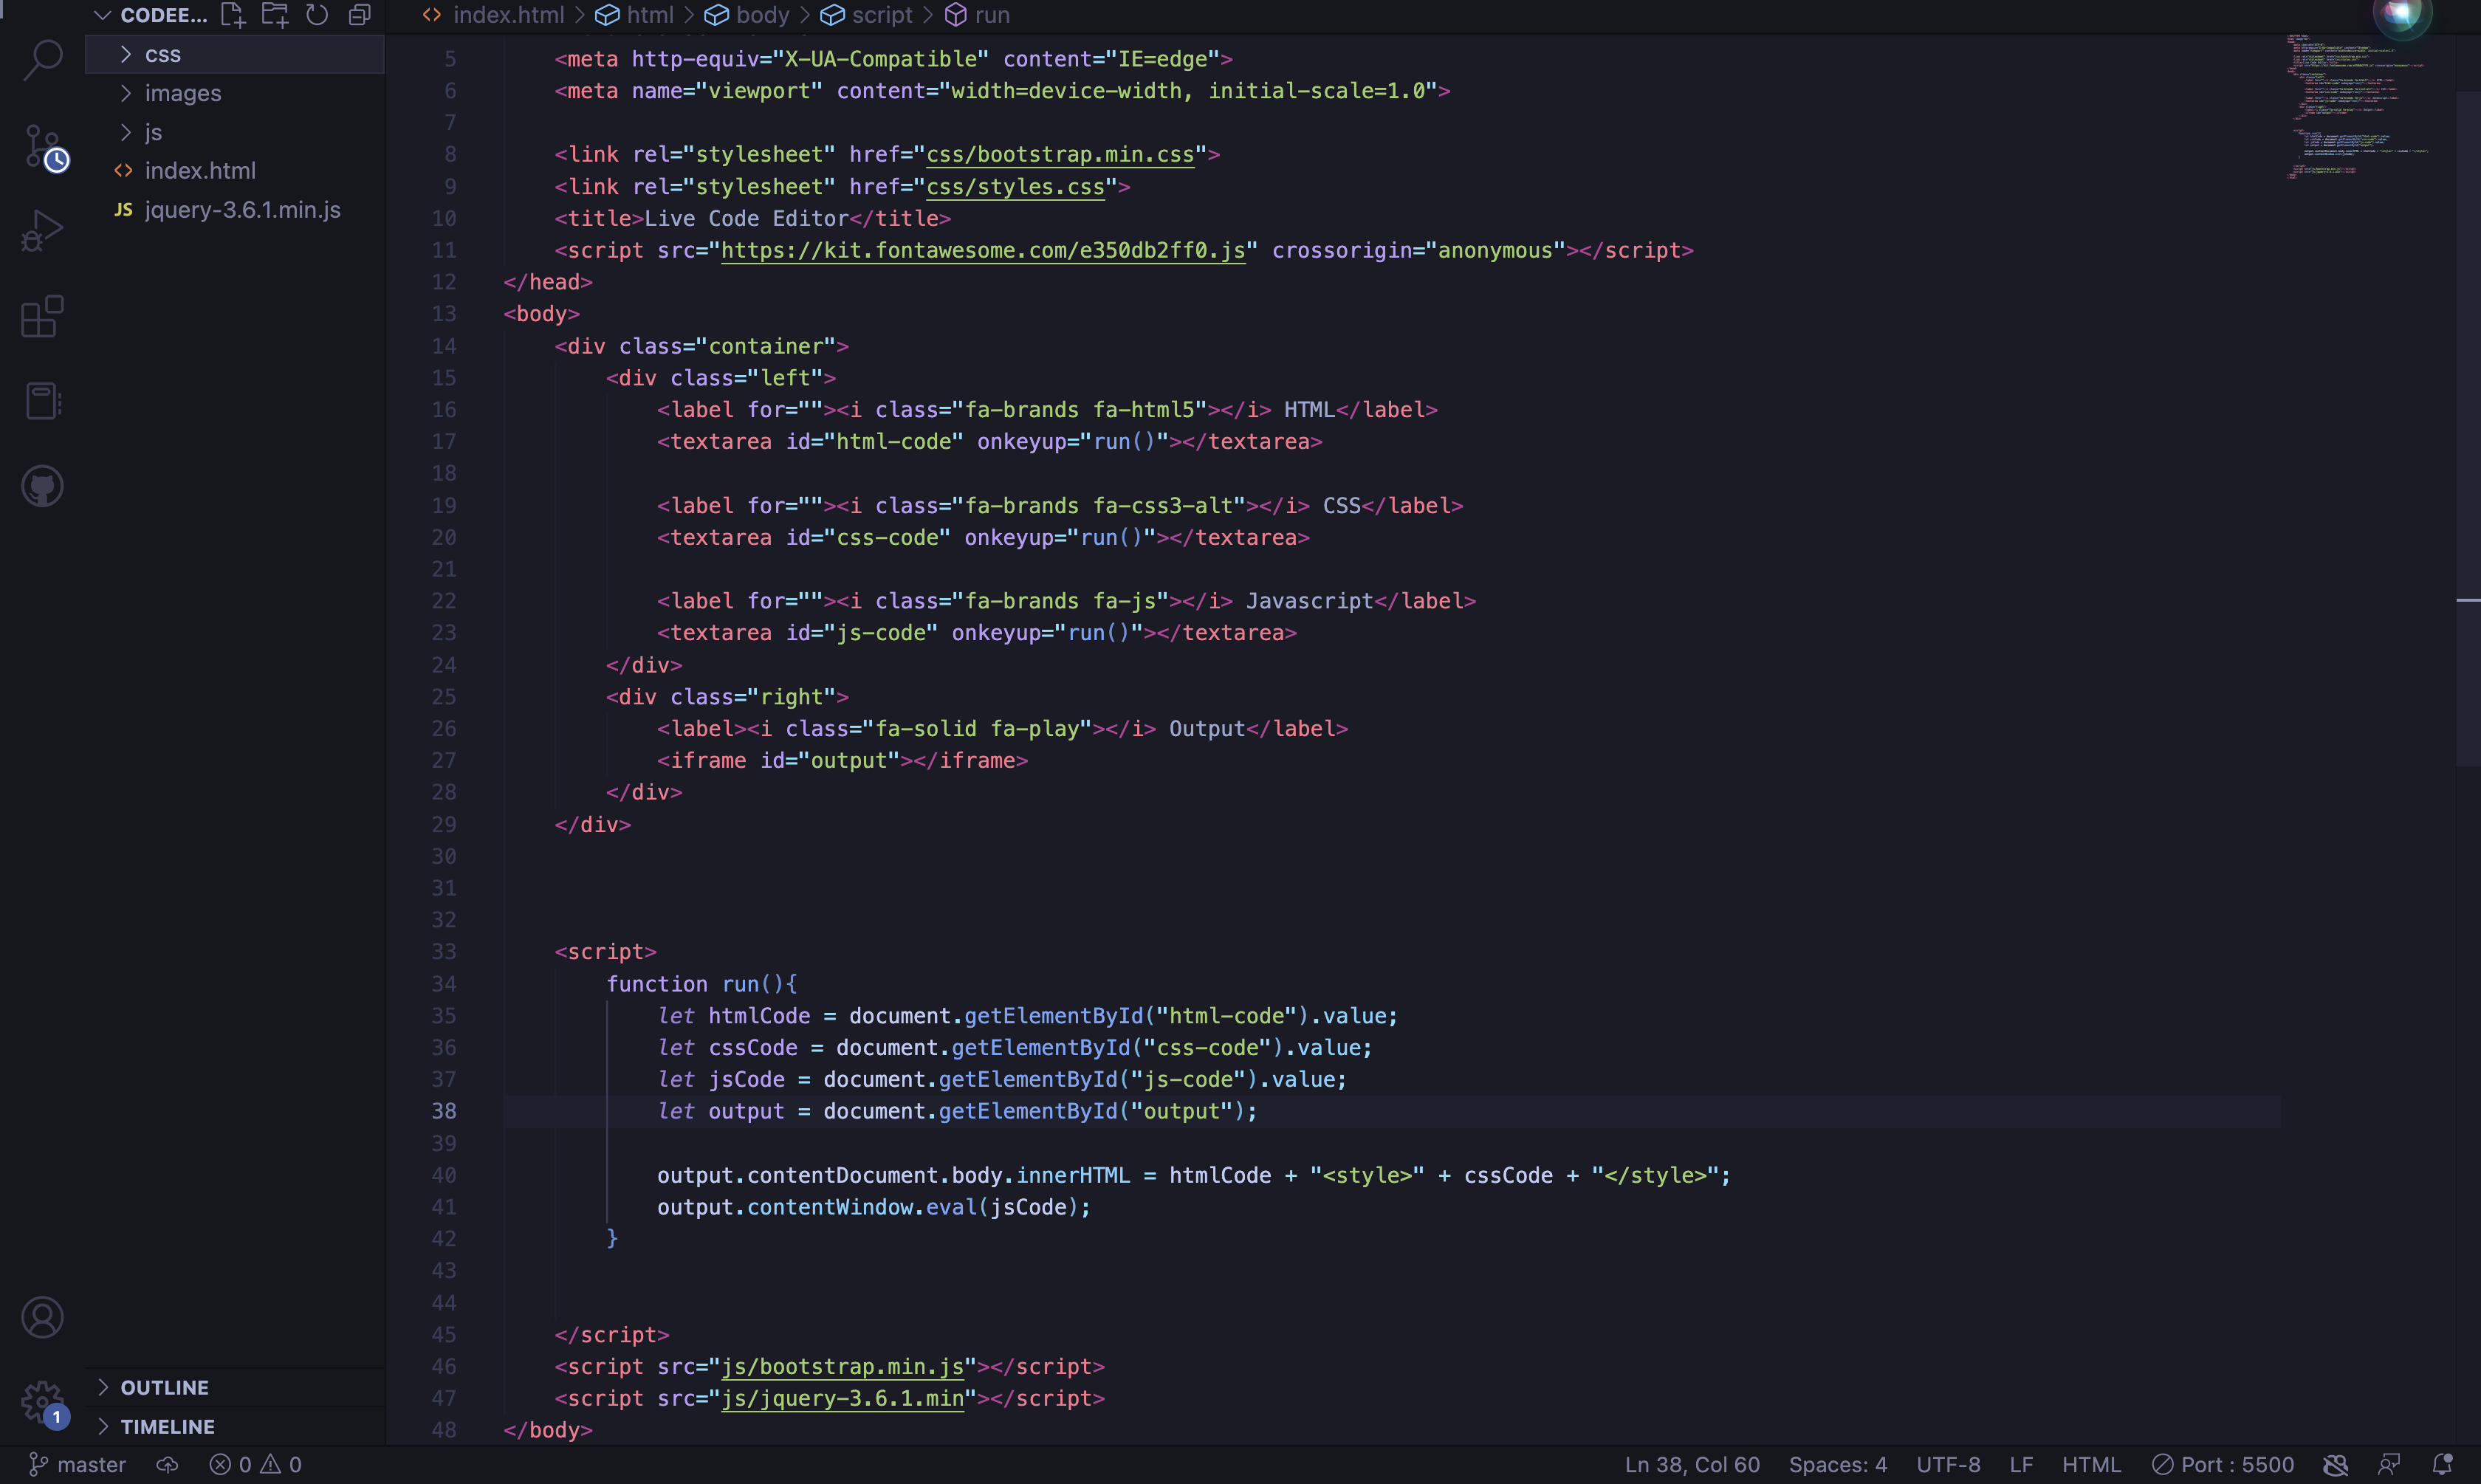 CODEE...
css
images
js
index.html
JS jquery-3.6.1.min.js
OUTLINE
TIMELINE
1
index.html > html > body > script > run
5 <meta http-equiv="X-UA-Compatible" content="IE=edge">
6 <meta name="viewport" content="width=device-width, initial-scale=1.0">
7
8 <link rel="stylesheet" href="css/bootstrap.min.css">
9 <link rel="stylesheet" href="css/styles.css">
10 <title>Live Code Editor</title>
11 <script src="https://kit.fontawesome.com/e350db2ff0.js" crossorigin="anonymous"></script>
12 </head>
13 <body>
14 <div class="container">
15 <div class="left">
16 <label for=""><i class="fa-brands fa-html5"></i> HTML</label>
17 <textarea id="html-code" onkeyup="run()"></textarea>
18
19 <label for=""><i class="fa-brands fa-css3-alt"></i> CSS</label>
20 <textarea id="css-code" onkeyup="run()"></textarea>
21
22 <label for=""><i class="fa-brands fa-js"></i> Javascript</label>
23 <textarea id="js-code" onkeyup="run()"></textarea>
24 </div>
25 <div class="right">
26 <label><i class="fa-solid fa-play"></i> Output</label>
27 <iframe id="output"></iframe>
28 </div>
29 </div>
30
31
32
33 <script>
34 function run(){
35 let htmlCode = document.getElementById("html-code").value;
36 let cssCode = document.getElementById("css-code").value;
37 let jsCode = document.getElementById("js-code").value;
38 let output = document.getElementById("output");
39
40 output.contentDocument.body.innerHTML = htmlCode + "<style>" + cssCode + "</style>";
41 output.contentWindow.eval(jsCode);
42 }
43
44
45 </script>
46 <script src="js/bootstrap.min.js"></script>
47 <script src="js/jquery-3.6.1.min"></script>
48 </body>
master 0 0 Ln 38, Col 60 Spaces: 4 UTF-8 LF HTML Port : 5500